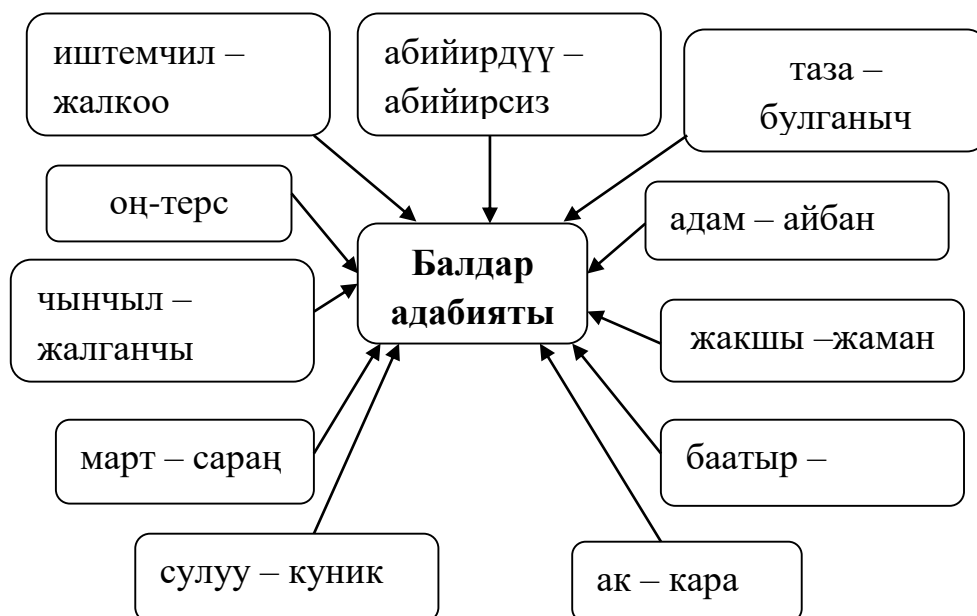 иштемчил –
жалкоо
абийирдүү –
абийирсиз
таза –
булганыч
оң-терс
адам – айбан
Балдар
адабияты
чынчыл –
жалганчы
жакшы –жаман
март – сараң
баатыр –
сулуу – куник
ак – кара